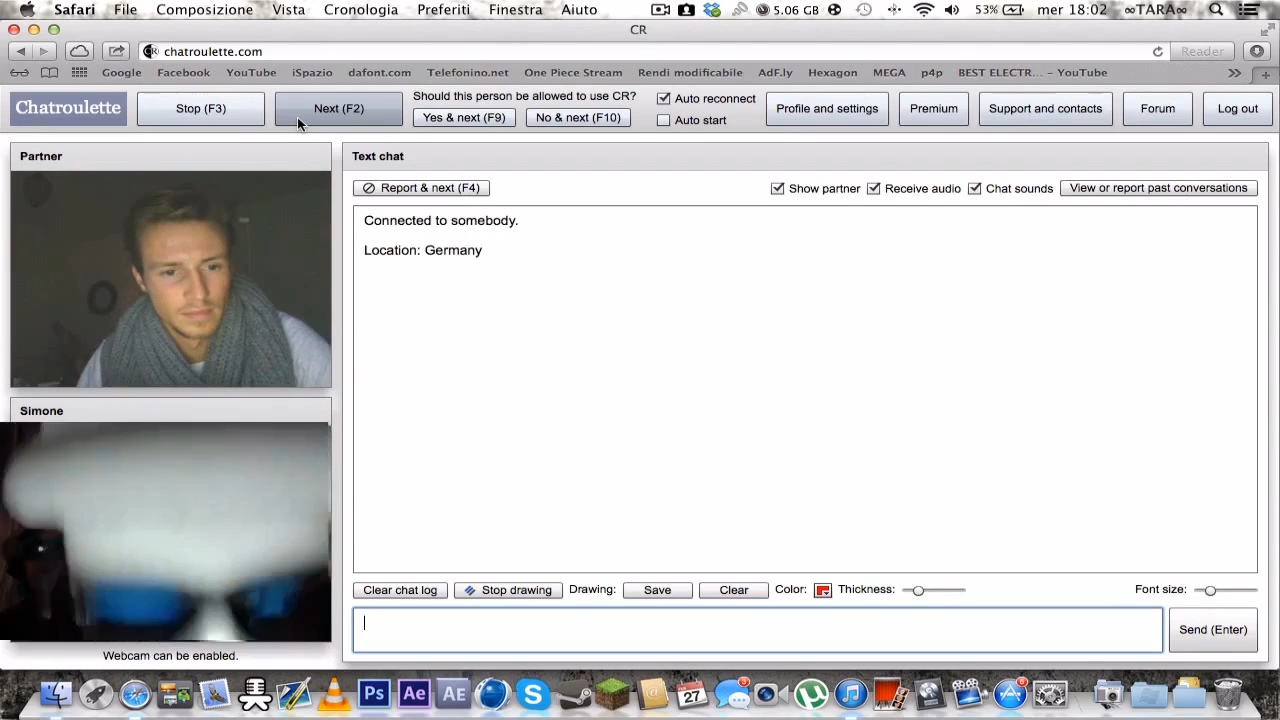 Safari File Composizione Vista Cronologia Preferiti Finestra Aiuto 5.06 GB 53% mer 18:02 ∞TARA∞
CR
chatroulette.com Reader
Google Facebook YouTube iSpazio dafont.com Telefonino.net One Piece Stream Rendi modificabile AdF.ly Hexagon MEGA p4p BEST ELECTR... – YouTube
Chatroulette Stop (F3) Next (F2) Should this person be allowed to use CR? Auto reconnect Profile and settings Premium Support and contacts Forum Log out
Yes & next (F9) No & next (F10) Auto start
Partner
Text chat
Report & next (F4) Show partner Receive audio Chat sounds View or report past conversations
Connected to somebody.
Location: Germany
Simone
Clear chat log Stop drawing Drawing: Save Clear Color: Thickness: Font size:
Send (Enter)
Webcam can be enabled.
Ps Ae AE 27 3